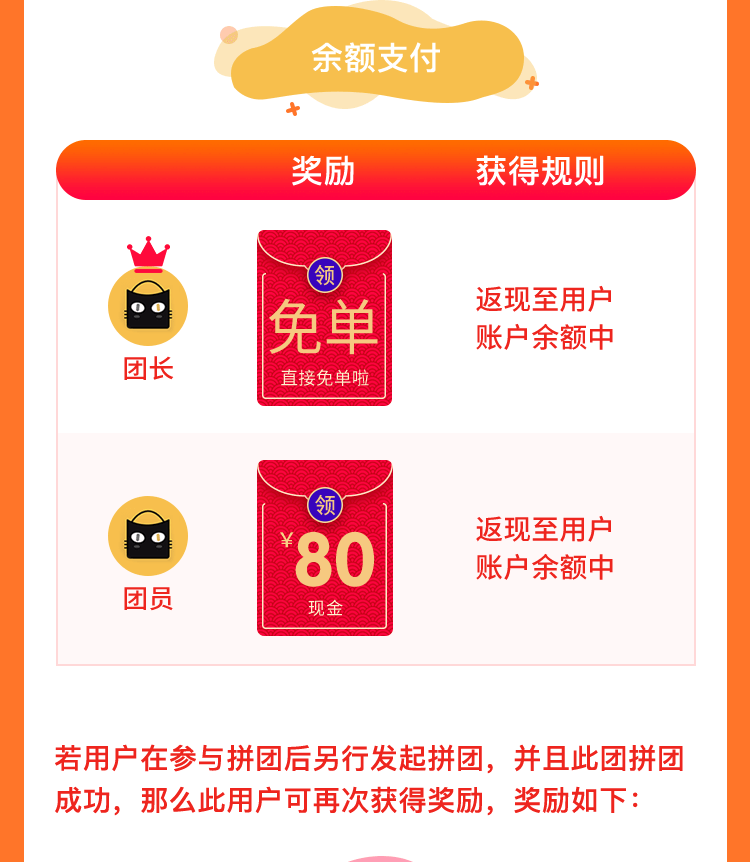 余额支付
奖励 获得规则
领
免单
直接免单啦
返现至用户
账户余额中
团长
领
¥80
现金
返现至用户
账户余额中
团员
若用户在参与拼团后另行发起拼团，并且此团拼团
成功，那么此用户可再次获得奖励，奖励如下：